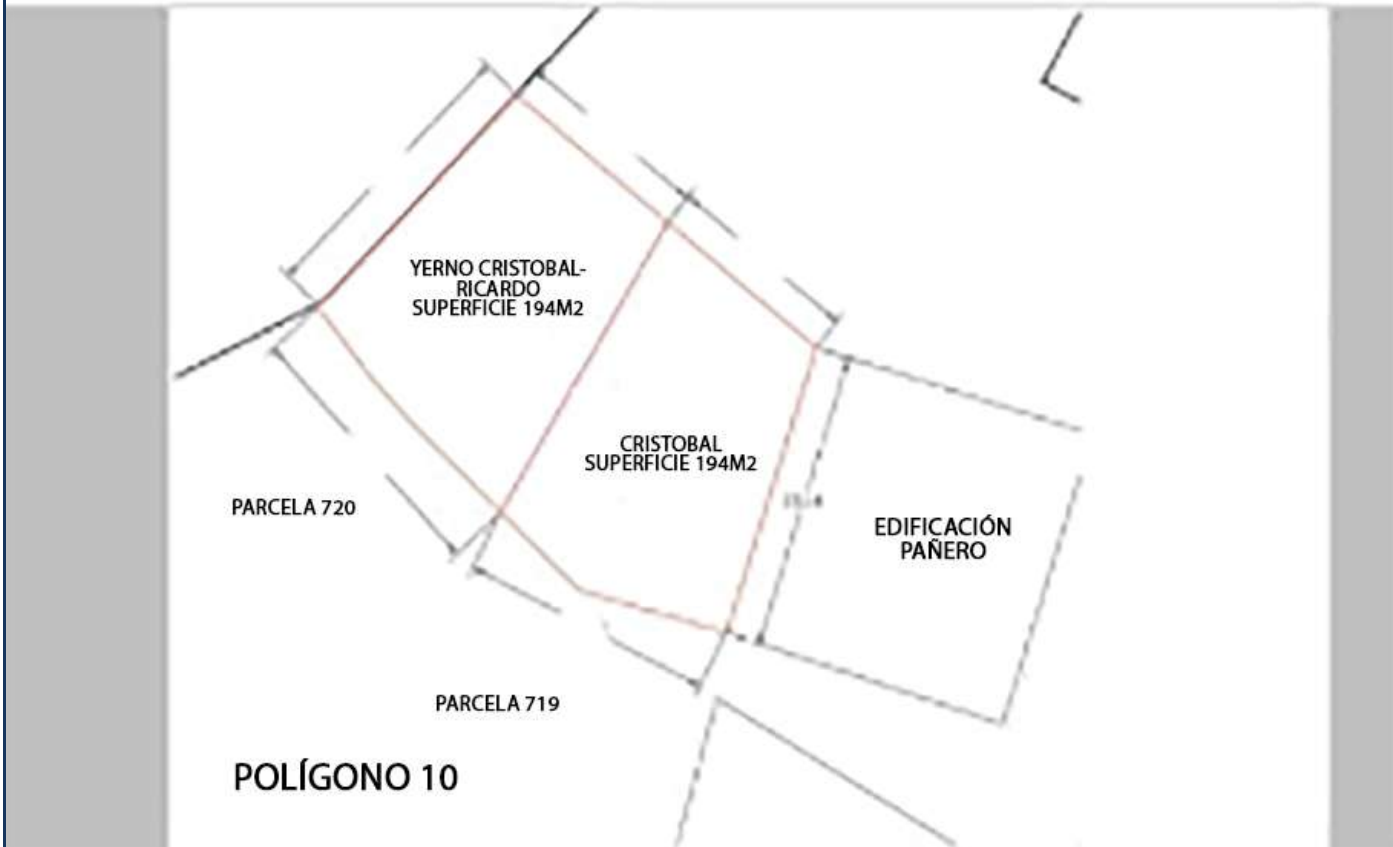 YERNO CRISTOBAL-
RICARDO
SUPERFICIE 194M2
CRISTOBAL
SUPERFICIE 194M2
PARCELA 720
EDIFICACIÓN
PAÑERO
PARCELA 719
POLÍGONO 10